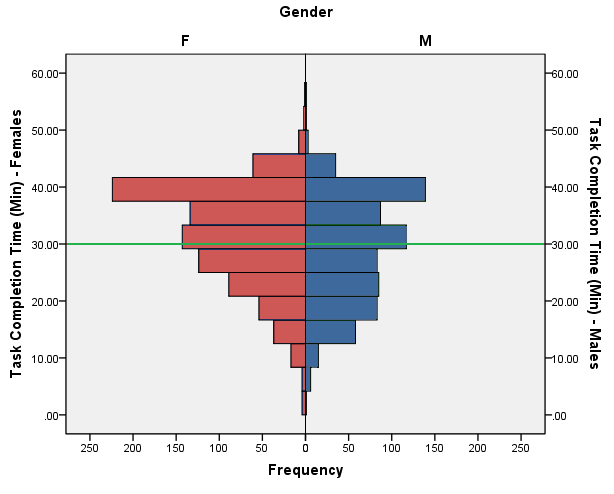 Gender
F M
Task Completion Time (Min) - Females
60.00
50.00
40.00
30.00
20.00
10.00
.00
60.00
50.00
40.00
30.00
20.00
10.00
.00
Task Completion Time (Min) - Males
250 200 150 100 50 0 50 100 150 200 250
Frequency